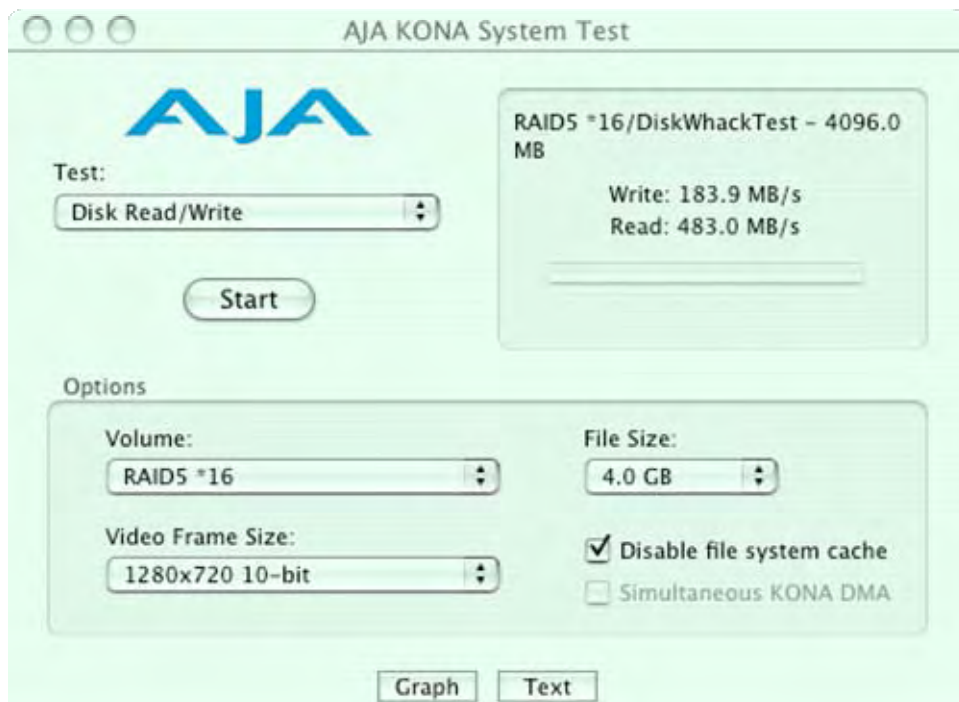 AJA KONA System Test
AJA
Test:
Disk Read/Write
Start
RAID5 *16/DiskWhackTest - 4096.0
MB
Write: 183.9 MB/s
Read: 483.0 MB/s
Options
Volume:
RAID5 *16
Video Frame Size:
1280x720 10-bit
File Size:
4.0 GB
Disable file system cache
Simultaneous KONA DMA
Graph
Text